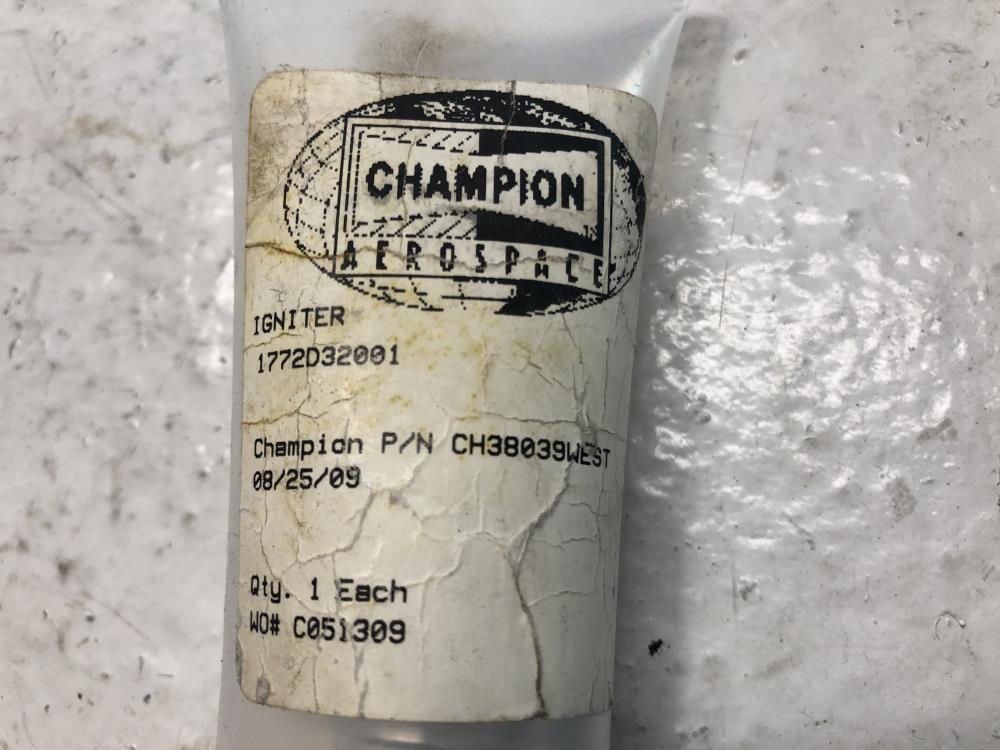 CHAMPION
AEROSPACE
IGNITER
1772D32001
Champion P/N CH38039WEST
08/25/09
Qty. 1 Each
WO# C051309